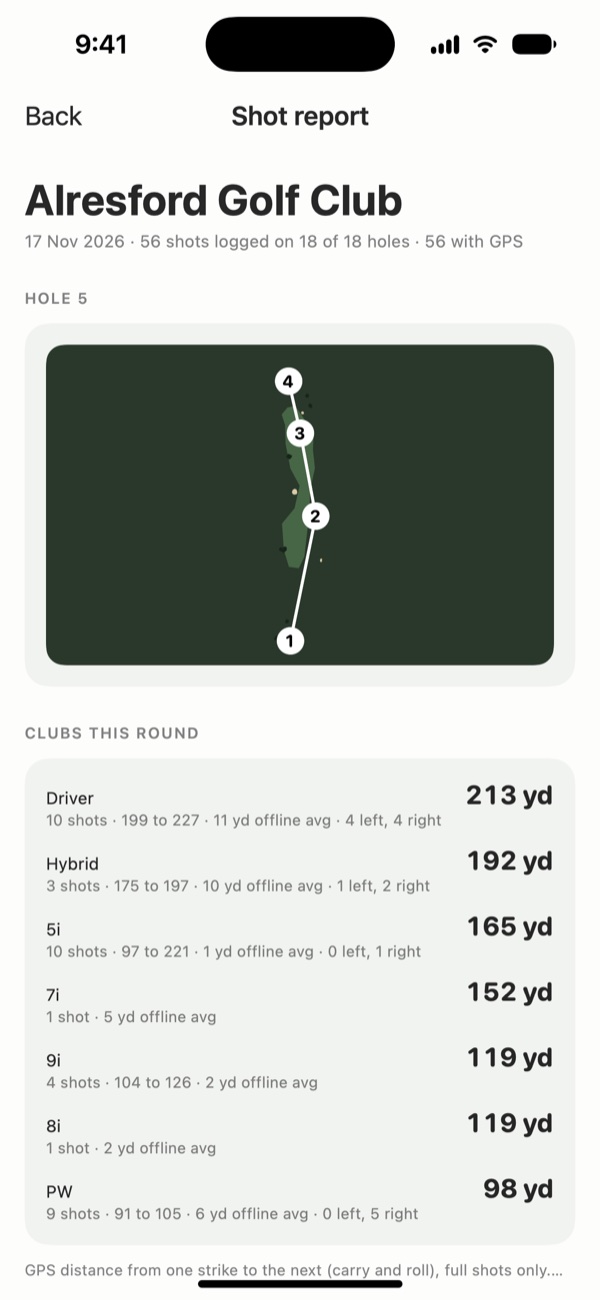 9:41
Back
Shot report
Alresford Golf Club
17 Nov 2026 · 56 shots logged on 18 of 18 holes · 56 with GPS
HOLE 5
4
3
2
1
CLUBS THIS ROUND
Driver
213 yd
10 shots · 199 to 227 · 11 yd offline avg · 4 left, 4 right
Hybrid
192 yd
3 shots · 175 to 197 · 10 yd offline avg · 1 left, 2 right
5i
165 yd
10 shots · 97 to 221 · 1 yd offline avg · 0 left, 1 right
7i
152 yd
1 shot · 5 yd offline avg
9i
119 yd
4 shots · 104 to 126 · 2 yd offline avg
8i
119 yd
1 shot · 2 yd offline avg
PW
98 yd
9 shots · 91 to 105 · 6 yd offline avg · 0 left, 5 right
GPS distance from one strike to the next (carry and roll), full shots only....